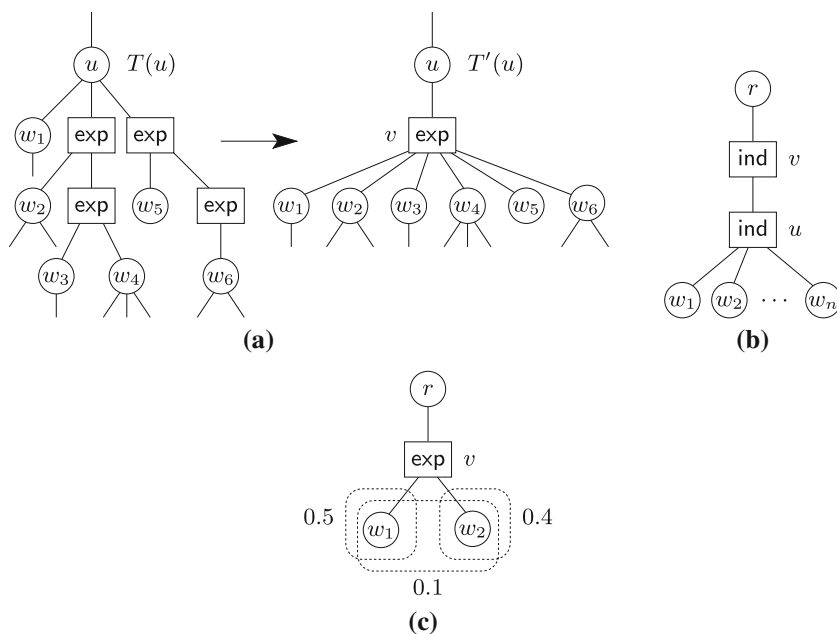 u T(u)
w₁ exp exp
w₂ exp w₅ exp
w₃ w₄ w₆
u T′(u)
v exp
w₁ w₂ w₃ w₄ w₅ w₆
(a)
r
ind v
ind u
w₁ w₂ ··· wₙ
(b)
r
exp v
0.5 w₁ w₂ 0.4
0.1
(c)